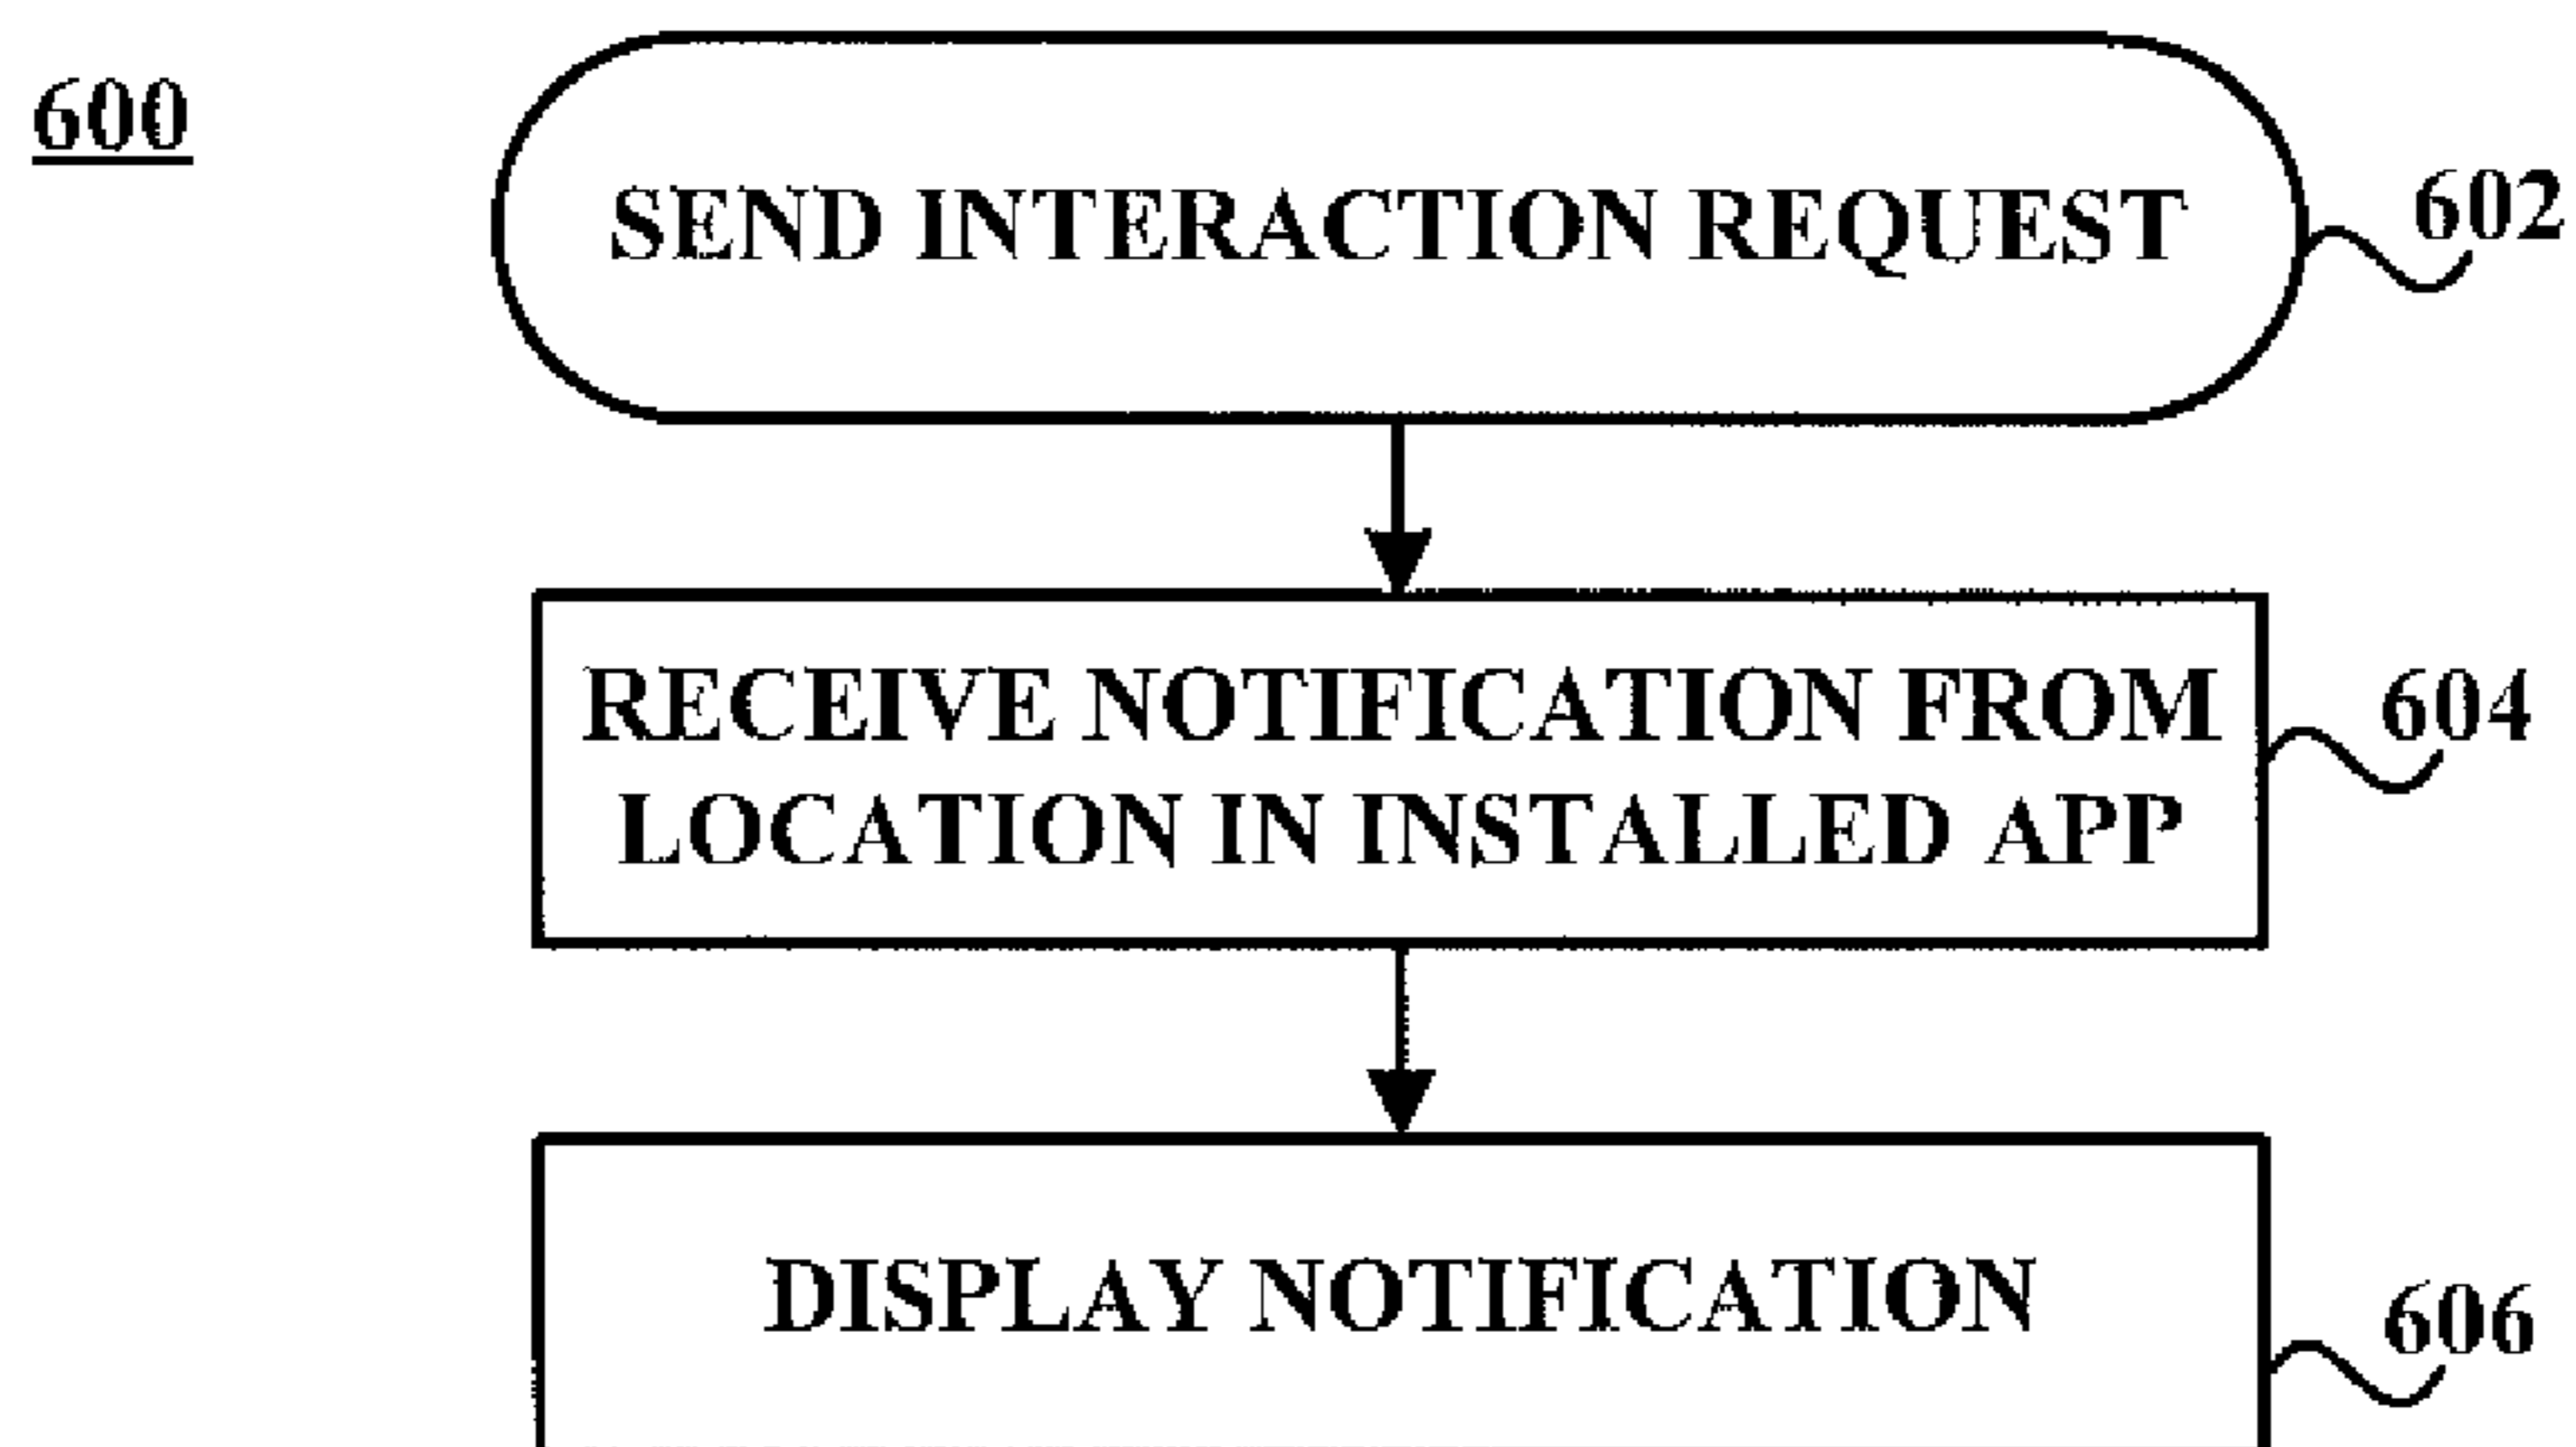 600
SEND INTERACTION REQUEST
602
RECEIVE NOTIFICATION FROM
LOCATION IN INSTALLED APP
604
DISPLAY NOTIFICATION
606